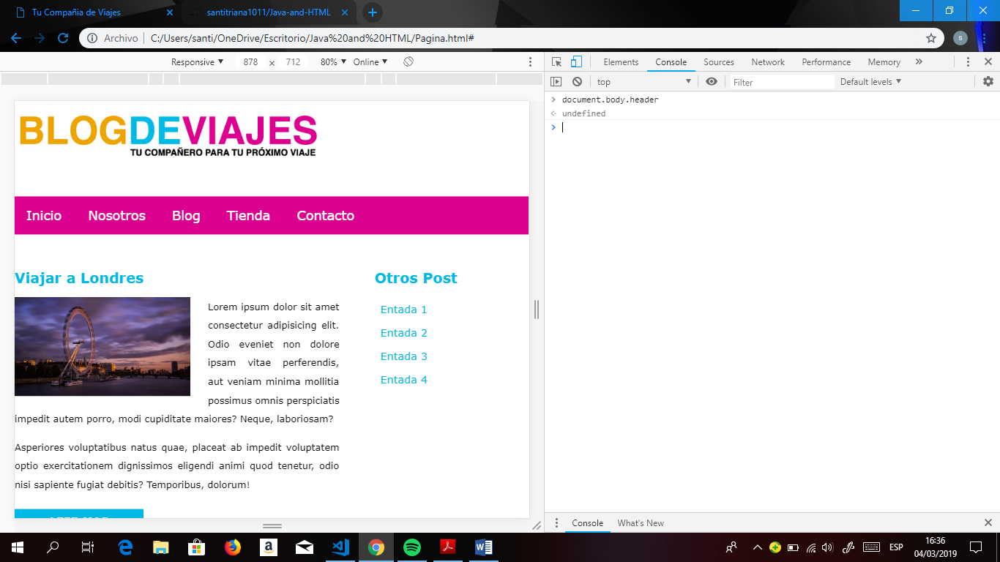 Tu Compañia de Viajes
santitriana1011/Java-and-HTML
Archivo
C:/Users/santi/OneDrive/Escritorio/Java%20and%20HTML/Pagina.html#
s
Responsive
878 × 712
80%
Online
Elements
Console
Sources
Network
Performance
Memory
top
Filter
Default levels
document.body.header
undefined
BLOGDEVIAJES
TU COMPAÑERO PARA TU PRÓXIMO VIAJE
Inicio
Nosotros
Blog
Tienda
Contacto
Viajar a Londres
Lorem ipsum dolor sit amet
consectetur adipisicing elit.
Odio eveniet non dolore
ipsam vitae perferendis,
aut veniam minima mollitia
possimus omnis perspiciatis
impedit autem porro, modi cupiditate maiores? Neque, laboriosam?
Asperiores voluptatibus natus quae, placeat ab impedit voluptatem
optio exercitationem dignissimos eligendi animi quod tenetur, odio
nisi sapiente fugiat debitis? Temporibus, dolorum!
Otros Post
Entada 1
Entada 2
Entada 3
Entada 4
Console
What's New
ESP
16:36
04/03/2019